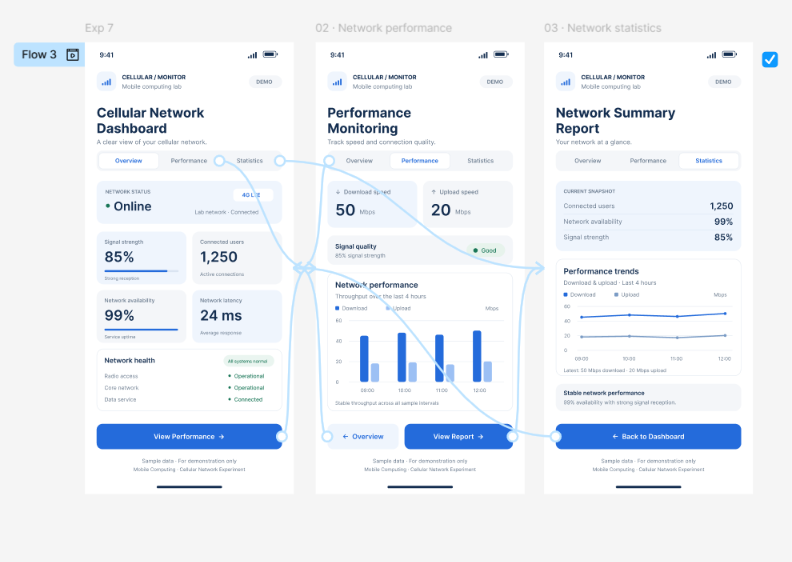 Exp 7
02 · Network performance
03 · Network statistics
Flow 3
9:41
CELLULAR / MONITOR
Mobile computing lab
DEMO
Cellular Network
Dashboard
A clear view of your cellular network.
Overview
Performance
Statistics
NETWORK STATUS
4G LTE
Online
Lab network · Connected
Signal strength
85%
Strong reception
Connected users
1,250
Active connections
Network availability
99%
Service uptime
Network latency
24 ms
Average response
Network health
All systems normal
Radio access
Operational
Core network
Operational
Data service
Connected
View Performance →
Sample data · For demonstration only
Mobile Computing · Cellular Network Experiment
9:41
CELLULAR / MONITOR
Mobile computing lab
DEMO
Performance
Monitoring
Track speed and connection quality.
Overview
Performance
Statistics
↓ Download speed
50 Mbps
↑ Upload speed
20 Mbps
Signal quality
85% signal strength
Good
Network performance
Throughput over the last 4 hours
Download
Upload
Mbps
60
40
20
0
09:00
10:00
11:00
12:00
Stable throughput across all sample intervals
← Overview
View Report →
Sample data · For demonstration only
Mobile Computing · Cellular Network Experiment
9:41
CELLULAR / MONITOR
Mobile computing lab
DEMO
Network Summary
Report
Your network at a glance.
Overview
Performance
Statistics
CURRENT SNAPSHOT
Connected users
1,250
Network availability
99%
Signal strength
85%
Performance trends
Download & upload · Last 4 hours
Download
Upload
Mbps
60
40
20
0
09:00
10:00
11:00
12:00
Latest: 50 Mbps download · 20 Mbps upload
Stable network performance
99% availability with strong signal reception.
← Back to Dashboard
Sample data · For demonstration only
Mobile Computing · Cellular Network Experiment